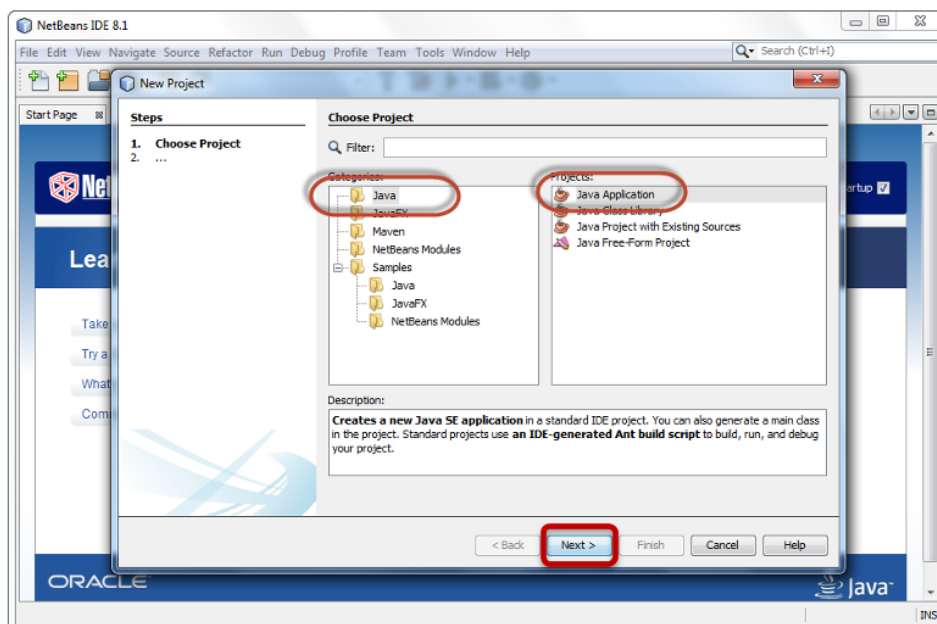 NetBeans IDE 8.1
File Edit View Navigate Source Refactor Run Debug Profile Team Tools Window Help
Search (Ctrl+I)
New Project
Start Page
Steps
1. Choose Project
2. ...
Choose Project
Filter:
Categories:
Java
JavaFX
Maven
NetBeans Modules
Samples
Java
JavaFX
NetBeans Modules
Projects:
Java Application
Java Class Library
Java Project with Existing Sources
Java Free-Form Project
Description:
Creates a new Java SE application in a standard IDE project. You can also generate a main class
in the project. Standard projects use an IDE-generated Ant build script to build, run, and debug
your project.
< Back
Next >
Finish
Cancel
Help
Net
artup
Lea
Take
Try a
What
Com
ORACLE
Java
INS